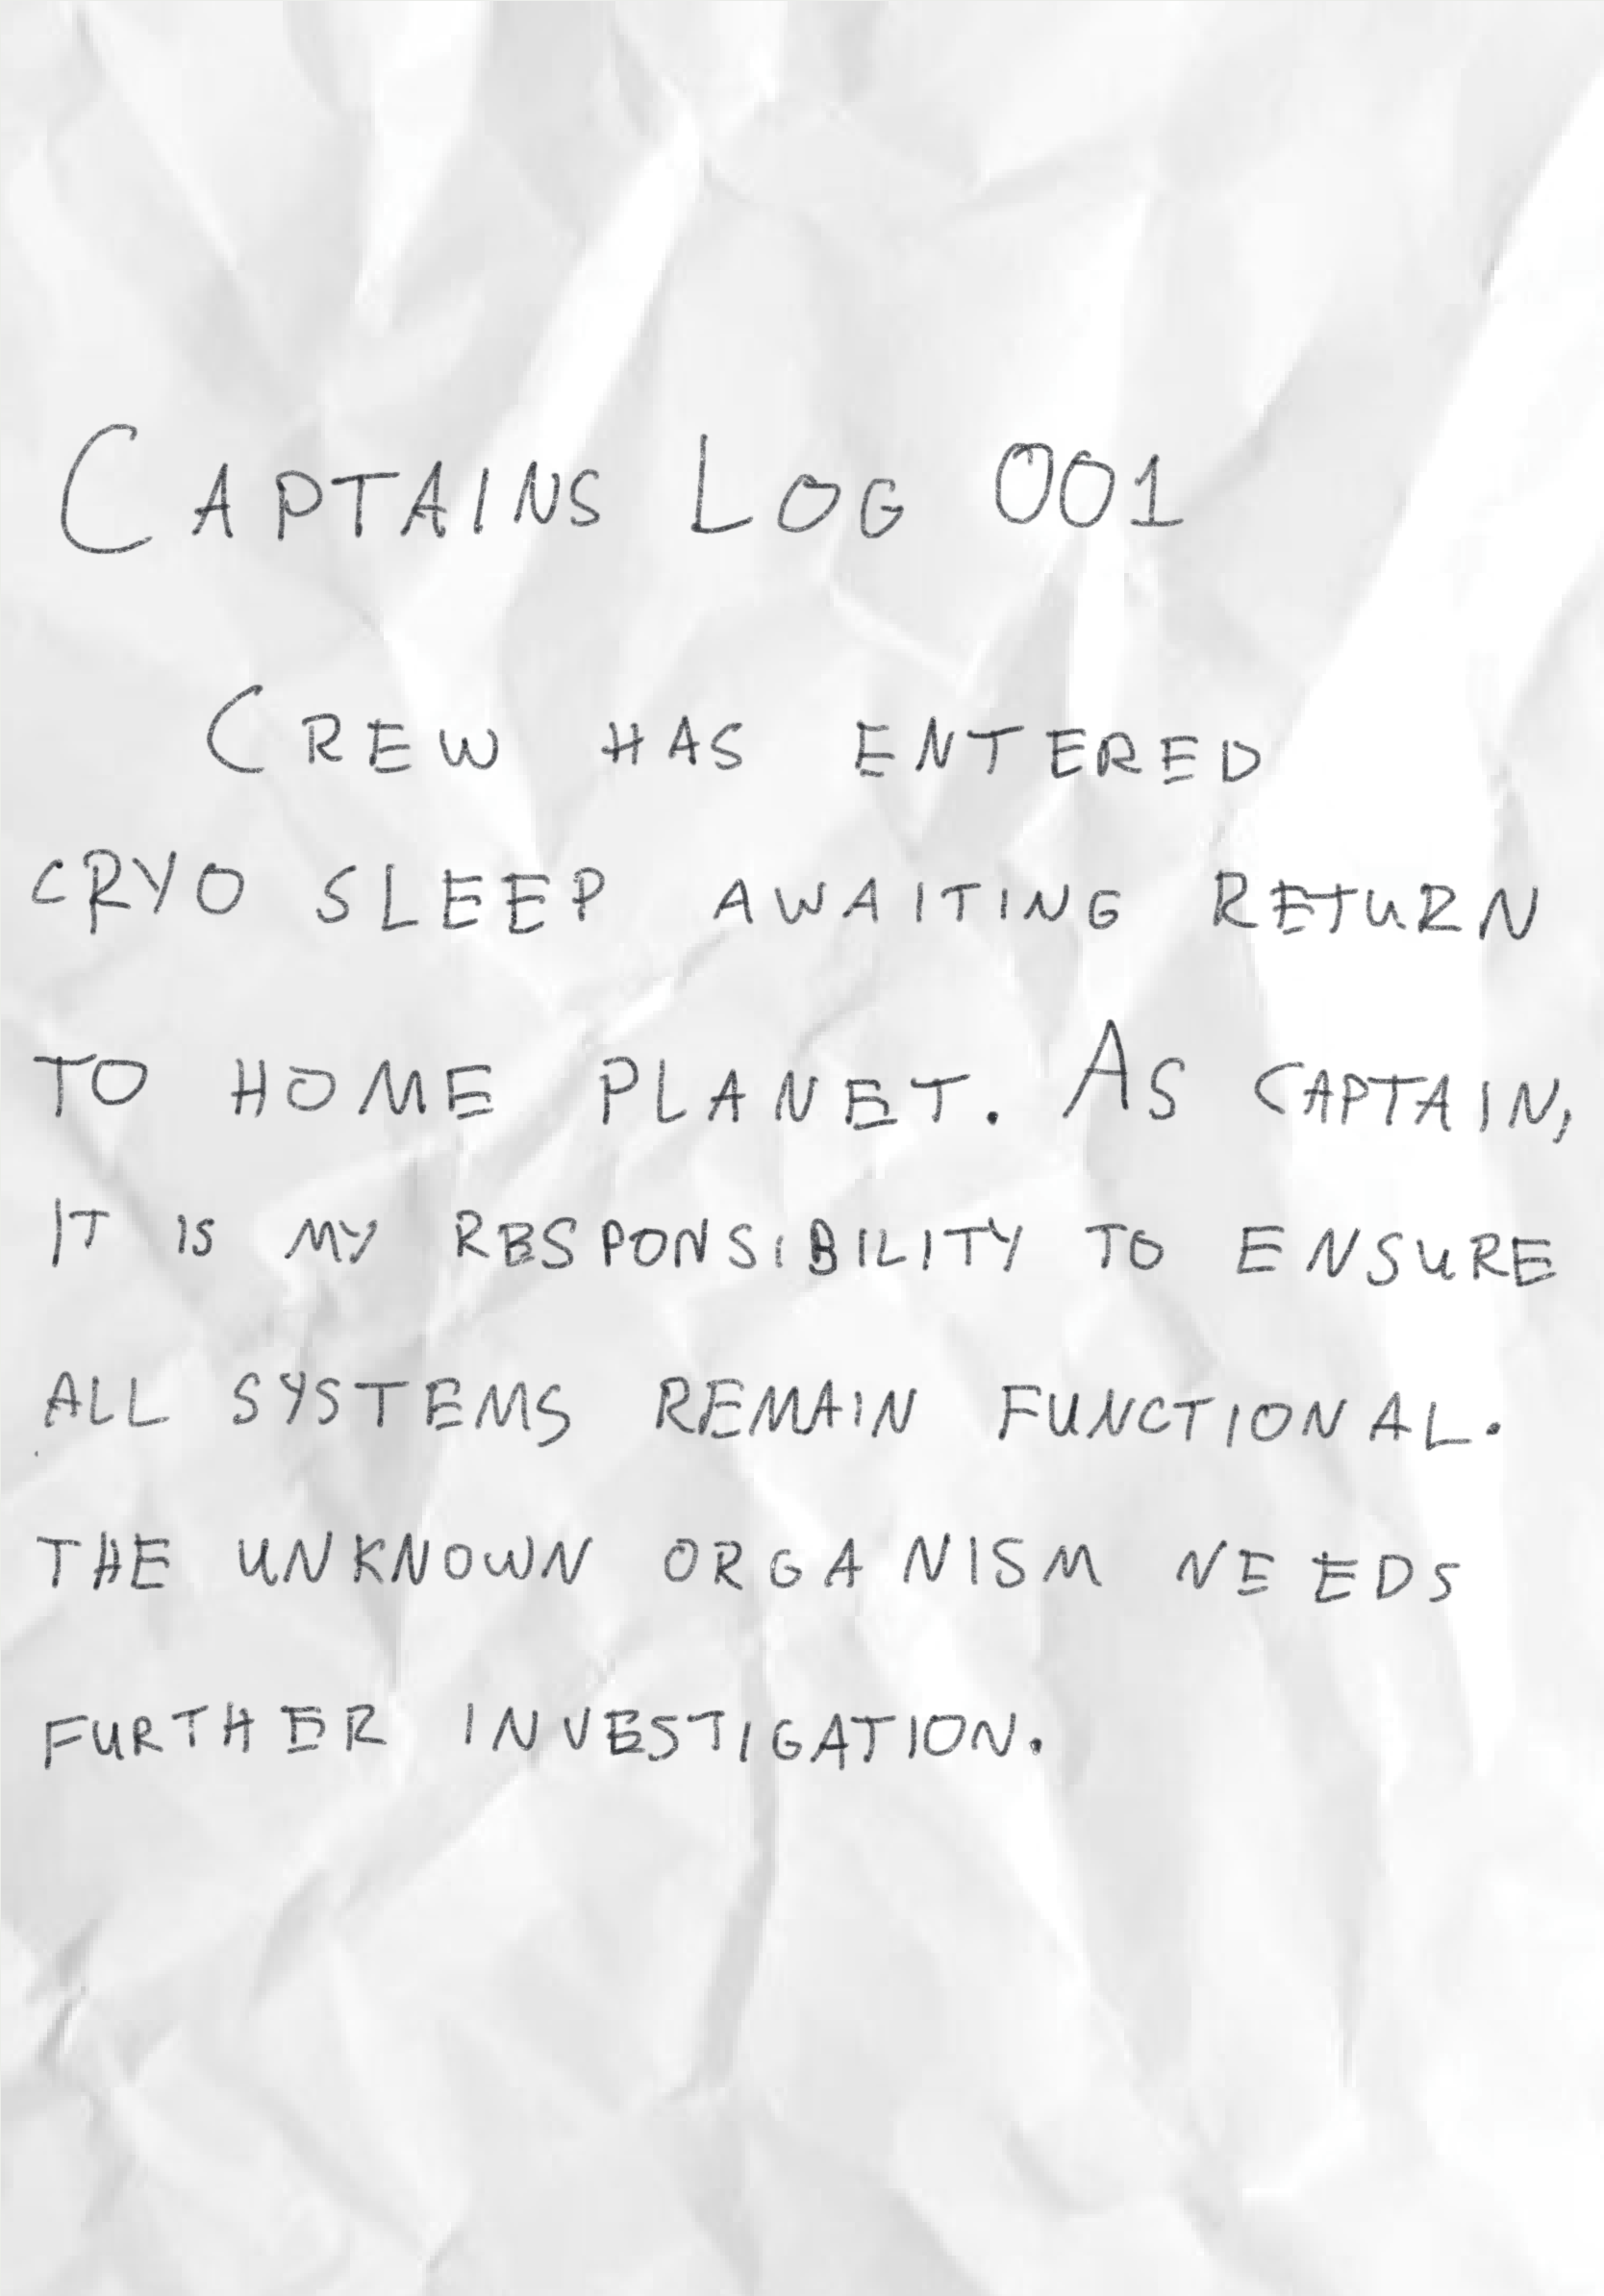 CAPTAINS LOG 001
CREW HAS ENTERED
CRYO SLEEP AWAITING RETURN
TO HOME PLANET. AS CAPTAIN,
IT IS MY RESPONSIBILITY TO ENSURE
ALL SYSTEMS REMAIN FUNCTIONAL.
THE UNKNOWN ORGANISM NEEDS
FURTHER INVESTIGATION.